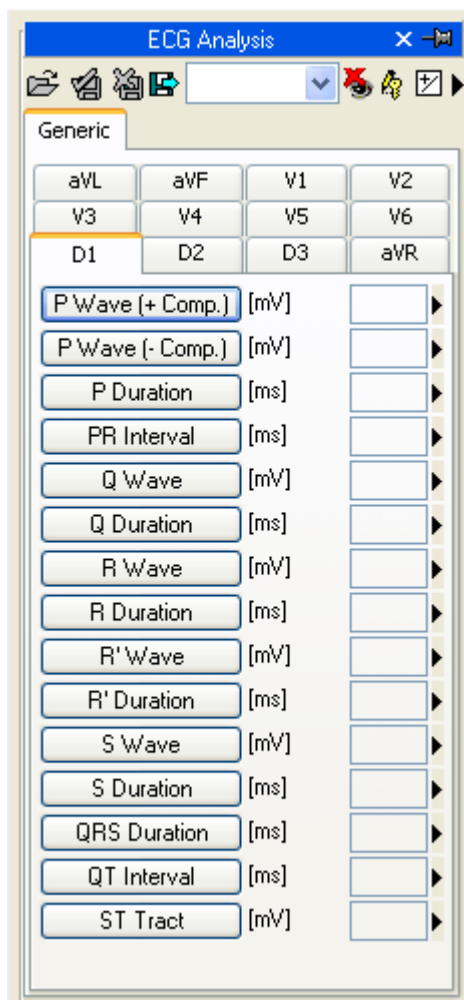 ECG Analysis
Generic
aVL aVF V1 V2
V3 V4 V5 V6
D1 D2 D3 aVR
P Wave (+ Comp.) [mV]
P Wave (- Comp.) [mV]
P Duration [ms]
PR Interval [ms]
Q Wave [mV]
Q Duration [ms]
R Wave [mV]
R Duration [ms]
R' Wave [mV]
R' Duration [ms]
S Wave [mV]
S Duration [ms]
QRS Duration [ms]
QT Interval [ms]
ST Tract [mV]